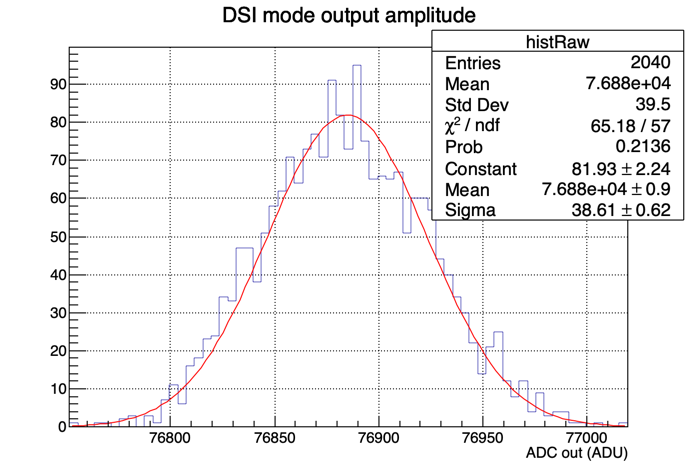 DSI mode output amplitude
histRaw
Entries 2040
Mean 7.688e+04
Std Dev 39.5
χ² / ndf 65.18 / 57
Prob 0.2136
Constant 81.93 ± 2.24
Mean 7.688e+04 ± 0.9
Sigma 38.61 ± 0.62
90
80
70
60
50
40
30
20
10
0
76800 76850 76900 76950 77000
ADC out (ADU)